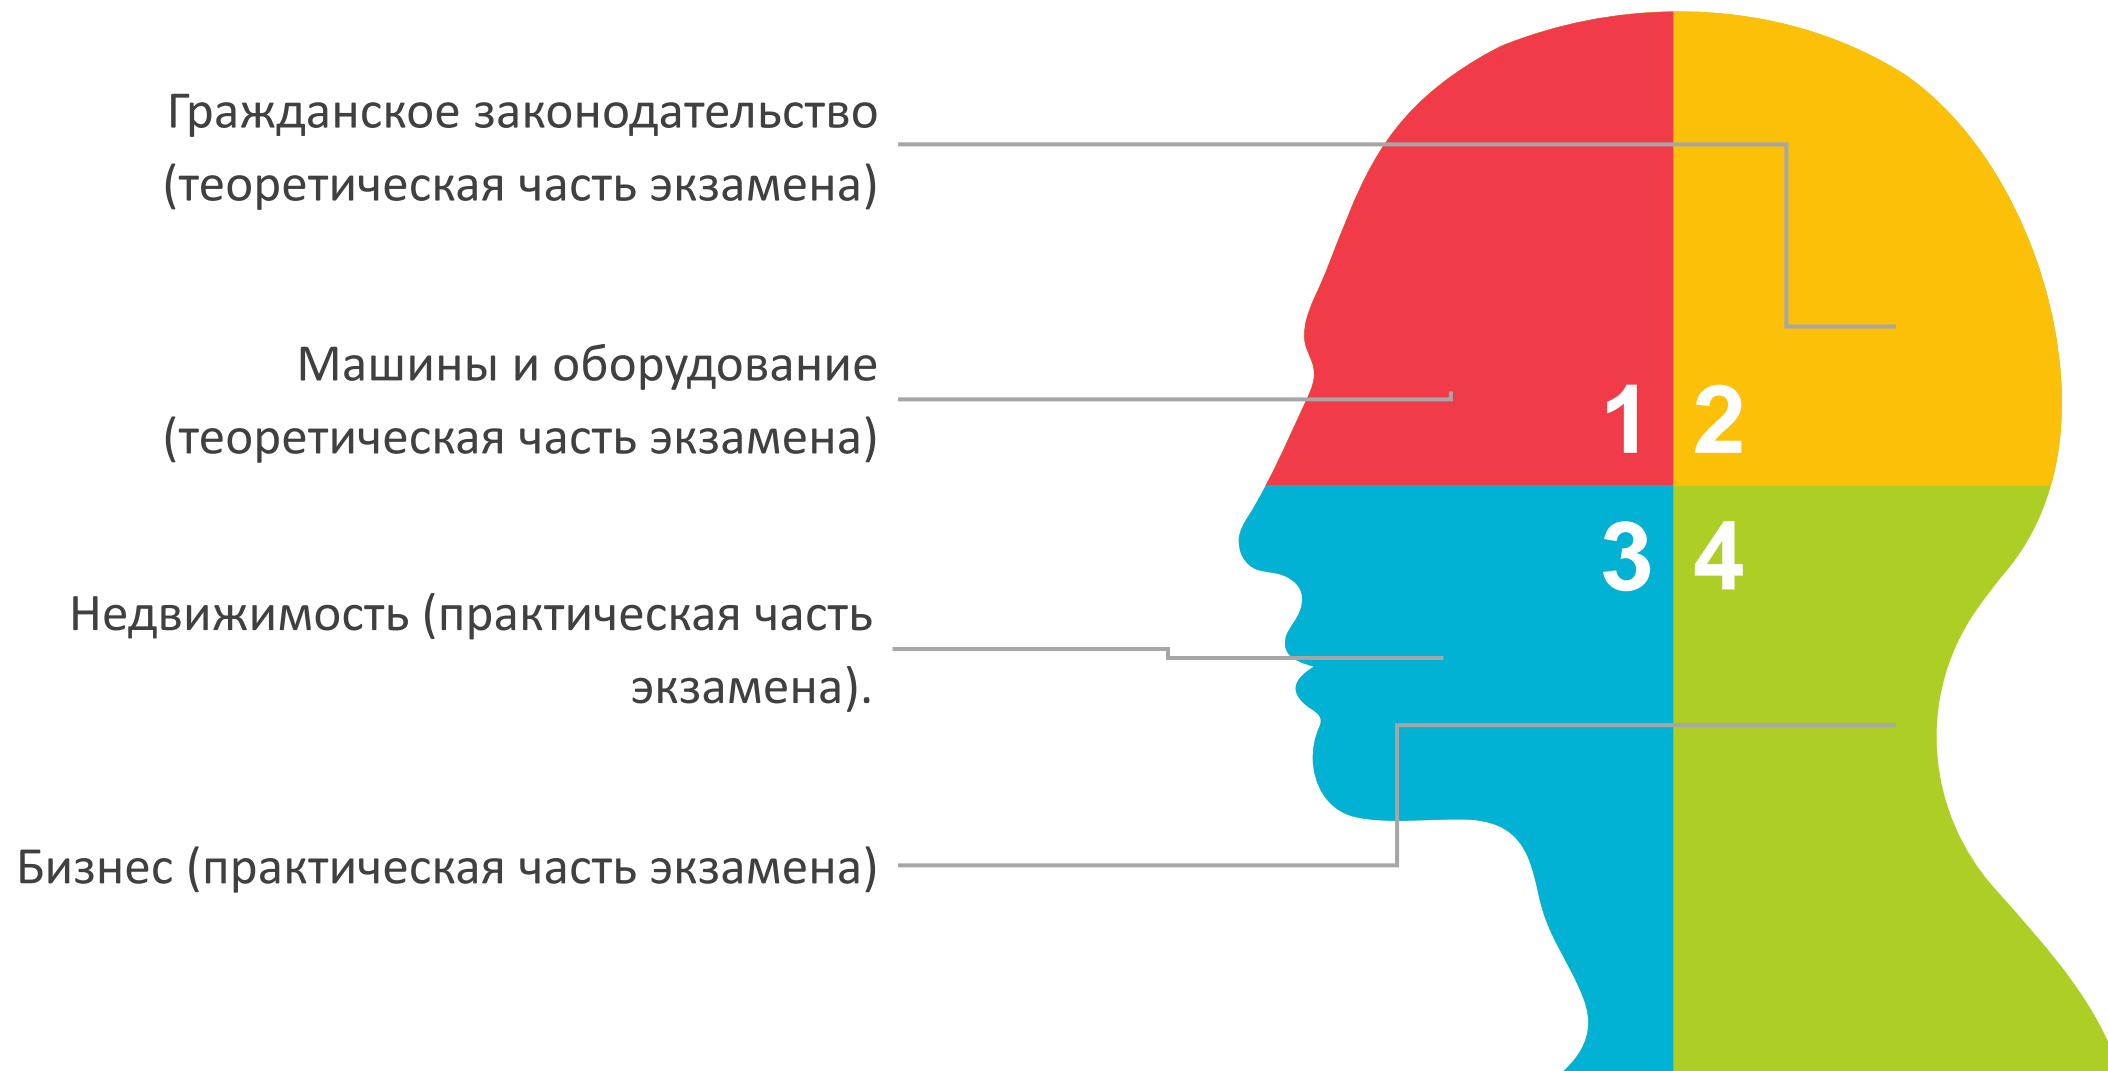 Гражданское законодательство
(теоретическая часть экзамена)
Машины и оборудование
(теоретическая часть экзамена)
1 2
3 4
Недвижимость (практическая часть
экзамена).
Бизнес (практическая часть экзамена)